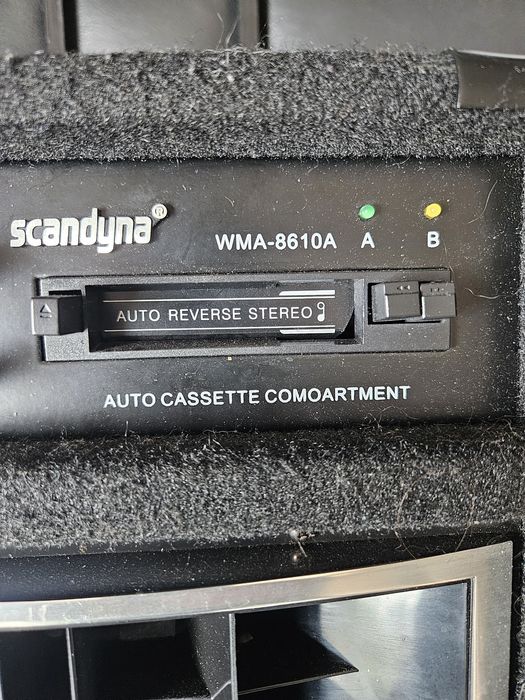 scandyna®
WMA-8610A A B
AUTO REVERSE STEREO
AUTO CASSETTE COMOARTMENT